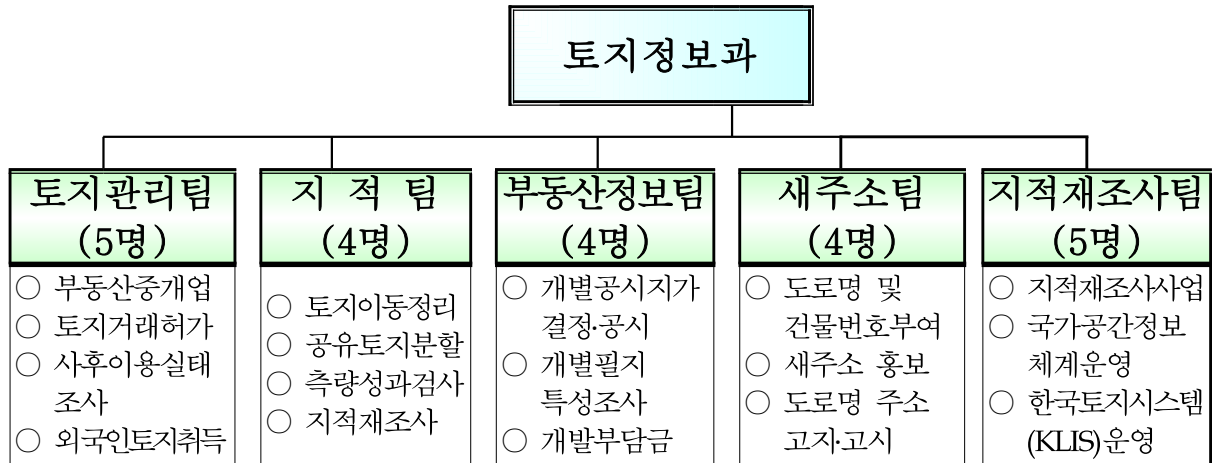 토지정보과
토지관리팀
(5명)
○ 부동산중개업
○ 토지거래허가
○ 사후이용실태
조사
○ 외국인토지취득
지 적 팀
(4명)
○ 토지이동정리
○ 공유토지분할
○ 측량성과검사
○ 지적재조사
부동산정보팀
(4명)
○ 개별공시지가
결정·공시
○ 개별필지
특성조사
○ 개발부담금
새주소팀
(4명)
○ 도로명 및
건물번호부여
○ 새주소 홍보
○ 도로명 주소
고지·고시
지적재조사팀
(5명)
○ 지적재조사사업
○ 국가공간정보
체계운영
○ 한국토지시스템
(KLIS)운영